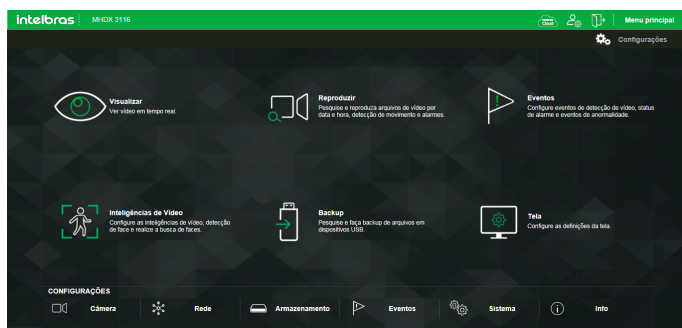 intelbras MHDX 3116 Intelbras Cloud Menu principal
Configurações
Visualizar
Ver vídeo em tempo real.
Reproduzir
Pesquise e reproduza arquivos de vídeo por
data e hora, detecção de movimento e alarmes.
Eventos
Configure eventos de detecção de vídeo, status
de alarme e eventos de anormalidade.
Inteligências de Vídeo
Configure as inteligências de vídeo, detecção
de face e realize a busca de faces.
Backup
Pesquise e faça backup de arquivos em
dispositivos USB.
Tela
Configure as definições da tela.
CONFIGURAÇÕES
Câmera Rede Armazenamento Eventos Sistema Info